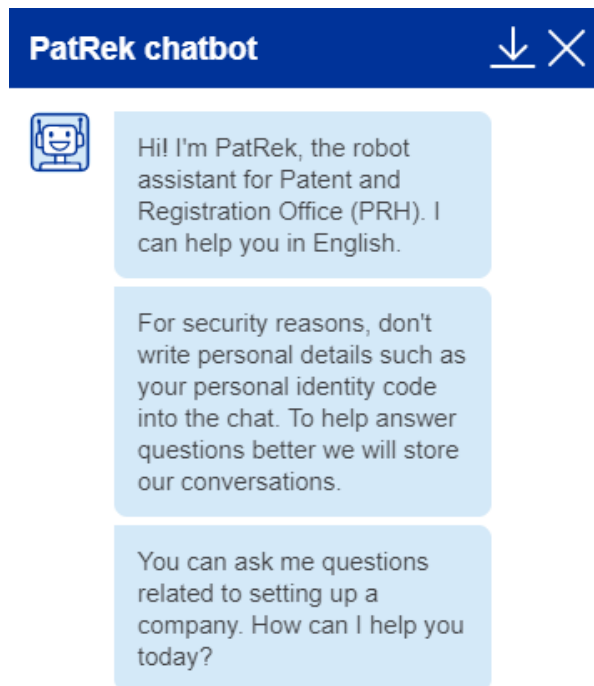 PatRek chatbot
Hi! I'm PatRek, the robot
assistant for Patent and
Registration Office (PRH). I
can help you in English.
For security reasons, don't
write personal details such as
your personal identity code
into the chat. To help answer
questions better we will store
our conversations.
You can ask me questions
related to setting up a
company. How can I help you
today?